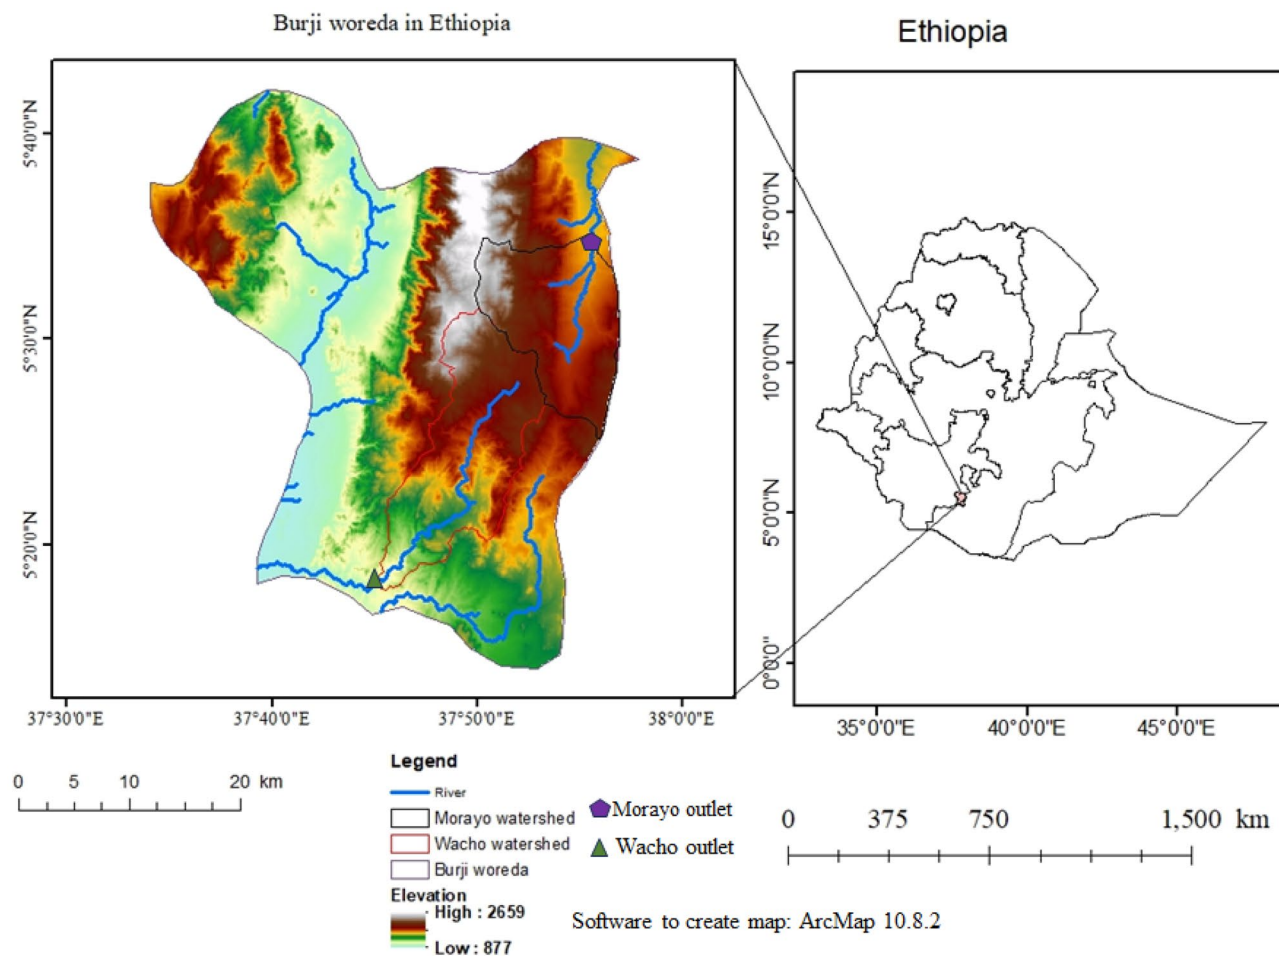 Burji woreda in Ethiopia
Ethiopia
5°40'0"N
5°30'0"N
5°20'0"N
37°30'0"E
37°40'0"E
37°50'0"E
38°0'0"E
15°0'0"N
10°0'0"N
5°0'0"N
0°0'0"
35°0'0"E
40°0'0"E
45°0'0"E
0 5 10 20 km
Legend
River
Morayo watershed
Wacho watershed
Burji woreda
Morayo outlet
Wacho outlet
Elevation
High : 2659
Low : 877
0 375 750 1,500 km
Software to create map: ArcMap 10.8.2